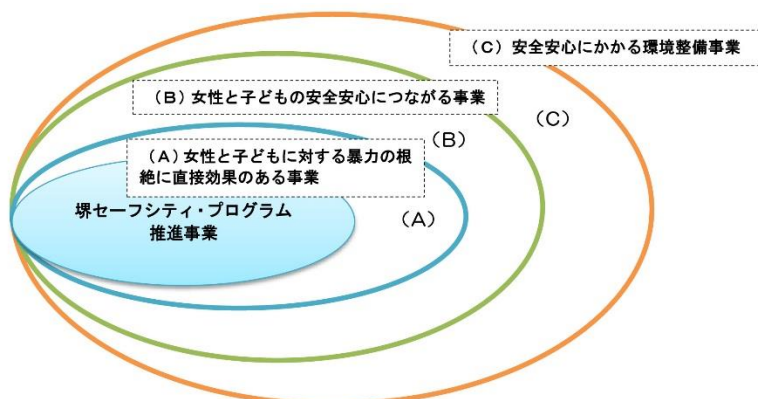 （C）安全安心にかかる環境整備事業
（B）女性と子どもの安全安心につながる事業
（C）
（B）
（A）女性と子どもに対する暴力の根
絶に直接効果のある事業
堺セーフシティ・プログラム
推進事業
（A）